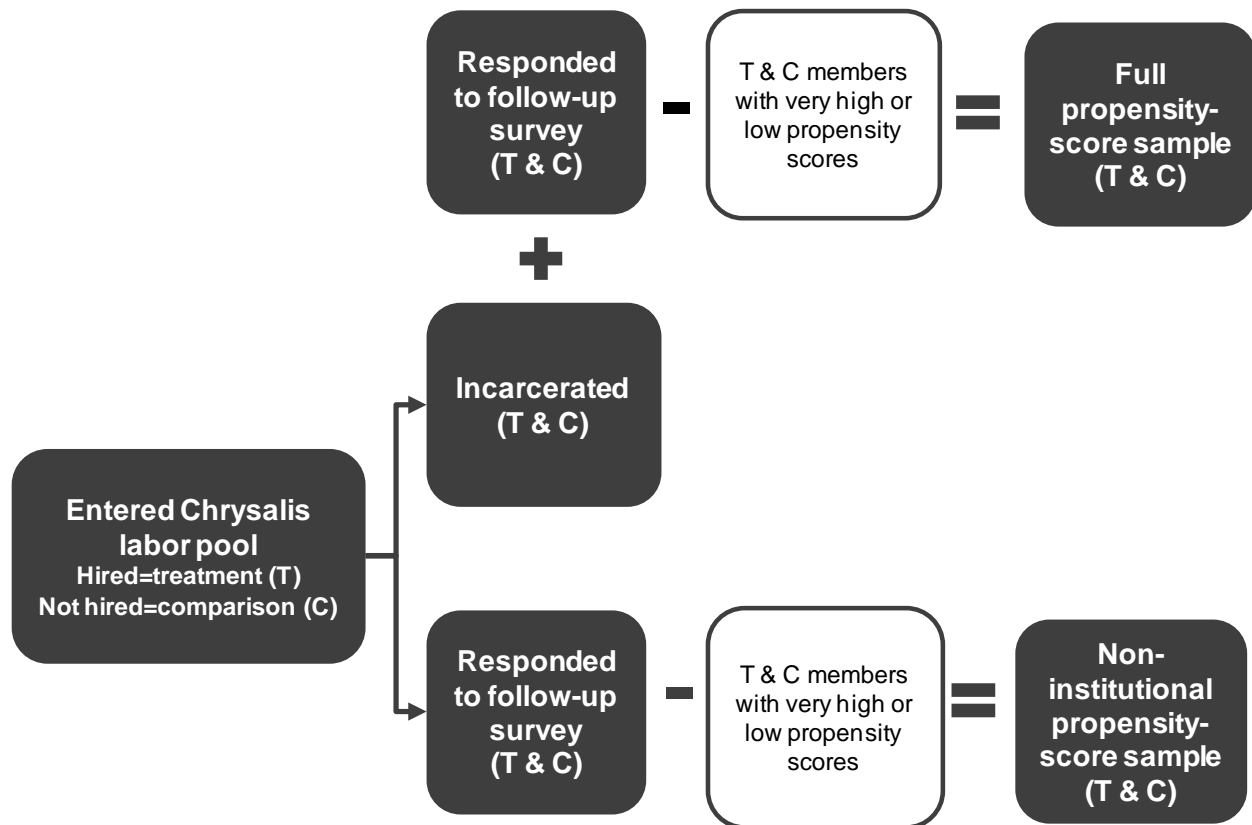 Responded
to follow-up
survey
(T & C)
-
T & C members
with very high or
low propensity
scores
=
Full
propensity-
score sample
(T & C)
+
Incarcerated
(T & C)
Entered Chrysalis
labor pool
Hired=treatment (T)
Not hired=comparison (C)
Responded
to follow-up
survey
(T & C)
-
T & C members
with very high or
low propensity
scores
=
Non-
institutional
propensity-
score sample
(T & C)